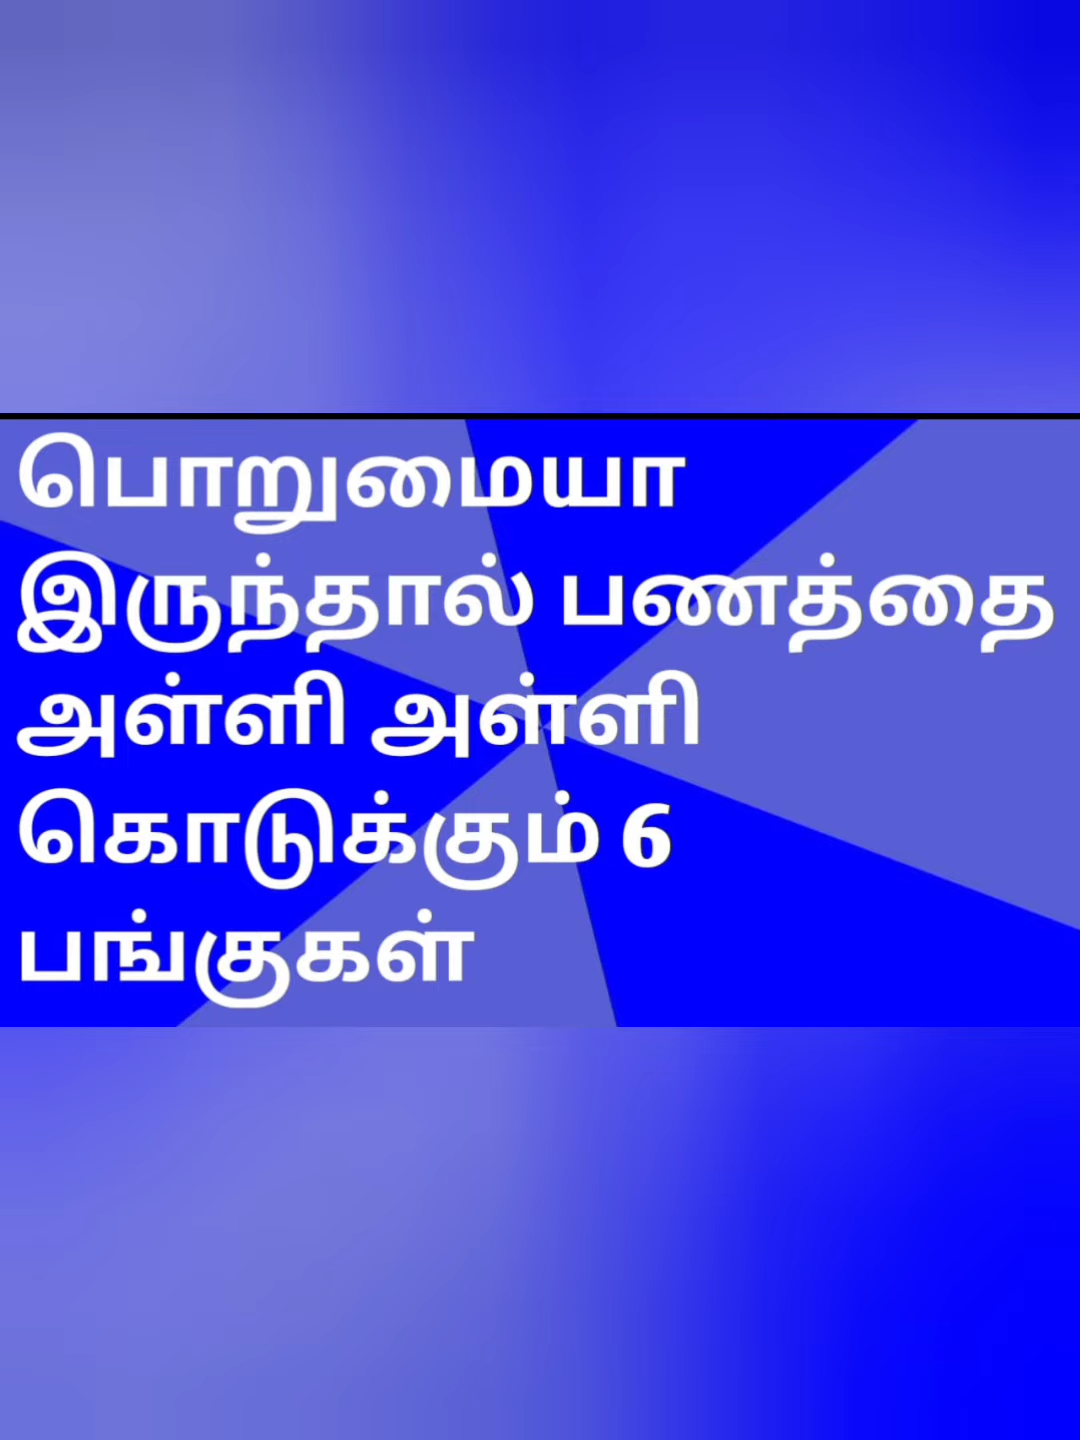 பொறுமையா
இருந்தால் பணத்தை
அள்ளி அள்ளி
கொடுக்கும் 6
பங்குகள்